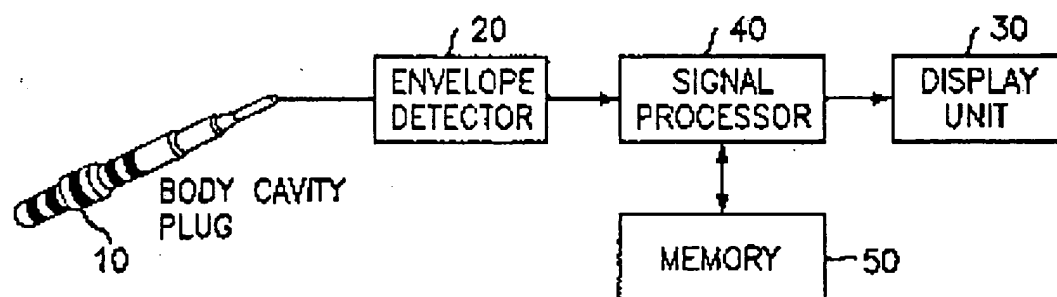 20
40
30
ENVELOPE
DETECTOR
SIGNAL
PROCESSOR
DISPLAY
UNIT
BODY CAVITY
PLUG
10
MEMORY
50